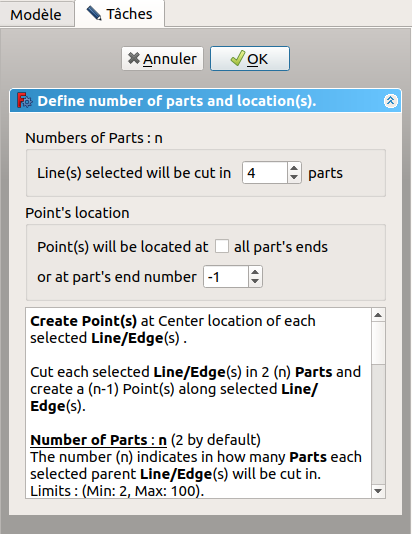 Modèle
Tâches
Annuler
OK
Define number of parts and location(s).
Numbers of Parts : n
Line(s) selected will be cut in 4 parts
Point's location
Point(s) will be located at all part's ends
or at part's end number -1
Create Point(s) at Center location of each
selected Line/Edge(s) .
Cut each selected Line/Edge(s) in 2 (n) Parts and
create a (n-1) Point(s) along selected Line/
Edge(s).
Number of Parts : n (2 by default)
The number (n) indicates in how many Parts each
selected parent Line/Edge(s) will be cut in.
Limits : (Min: 2, Max: 100).